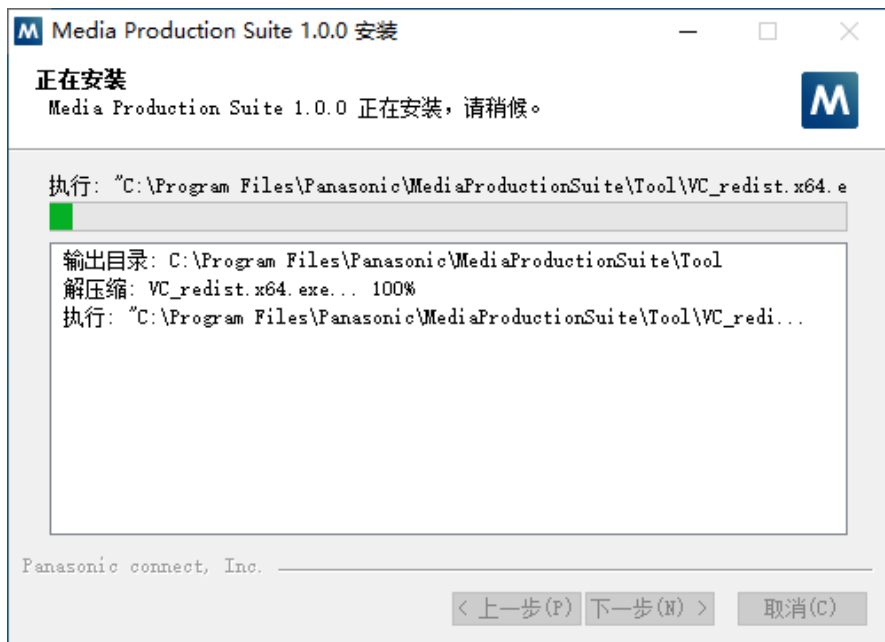 M Media Production Suite 1.0.0 安装
正在安装
Media Production Suite 1.0.0 正在安装，请稍候。
M
执行: "C:\Program Files\Panasonic\MediaProductionSuite\Tool\VC_redist.x64.e
输出目录: C:\Program Files\Panasonic\MediaProductionSuite\Tool
解压缩: VC_redist.x64.exe... 100%
执行: "C:\Program Files\Panasonic\MediaProductionSuite\Tool\VC_redi...
Panasonic connect, Inc.
< 上一步(P) 下一步(N) > 取消(C)